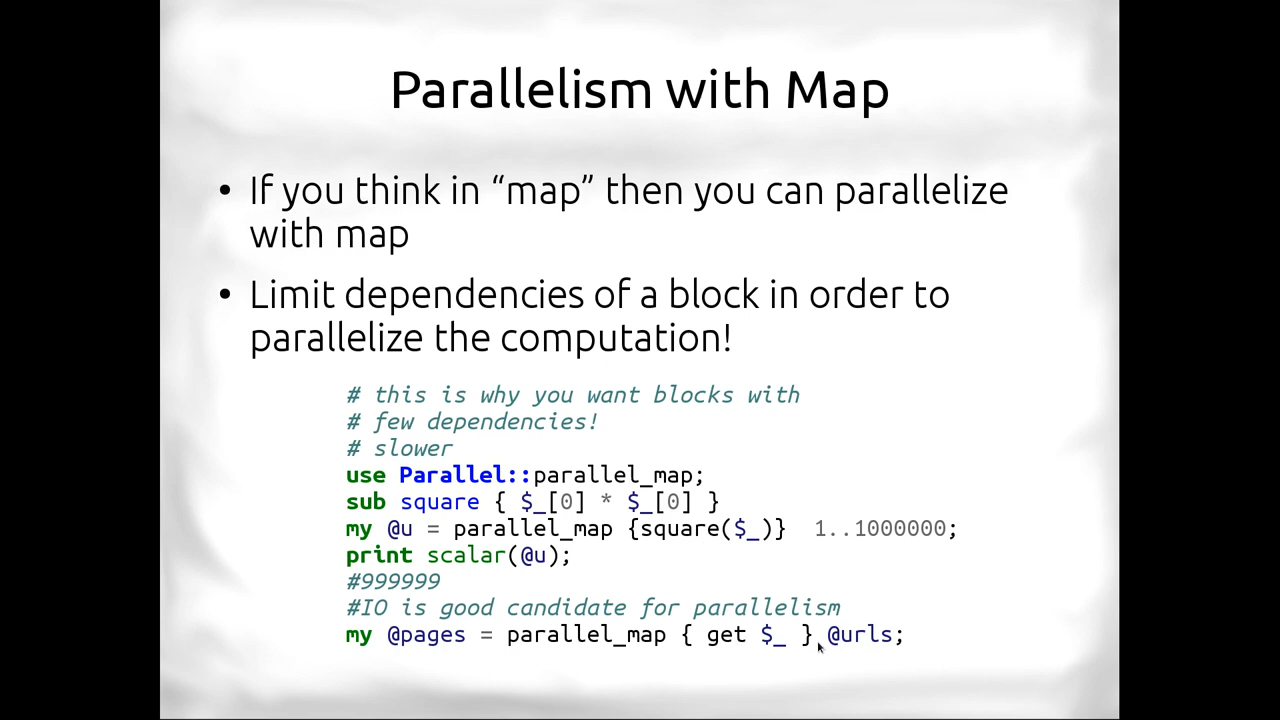 Parallelism with Map
• If you think in “map” then you can parallelize
with map
• Limit dependencies of a block in order to
parallelize the computation!
# this is why you want blocks with
# few dependencies!
# slower
use Parallel::parallel_map;
sub square { $_[0] * $_[0] }
my @u = parallel_map {square($_)}  1..1000000;
print scalar(@u);
#999999
#IO is good candidate for parallelism
my @pages = parallel_map { get $_ } @urls;